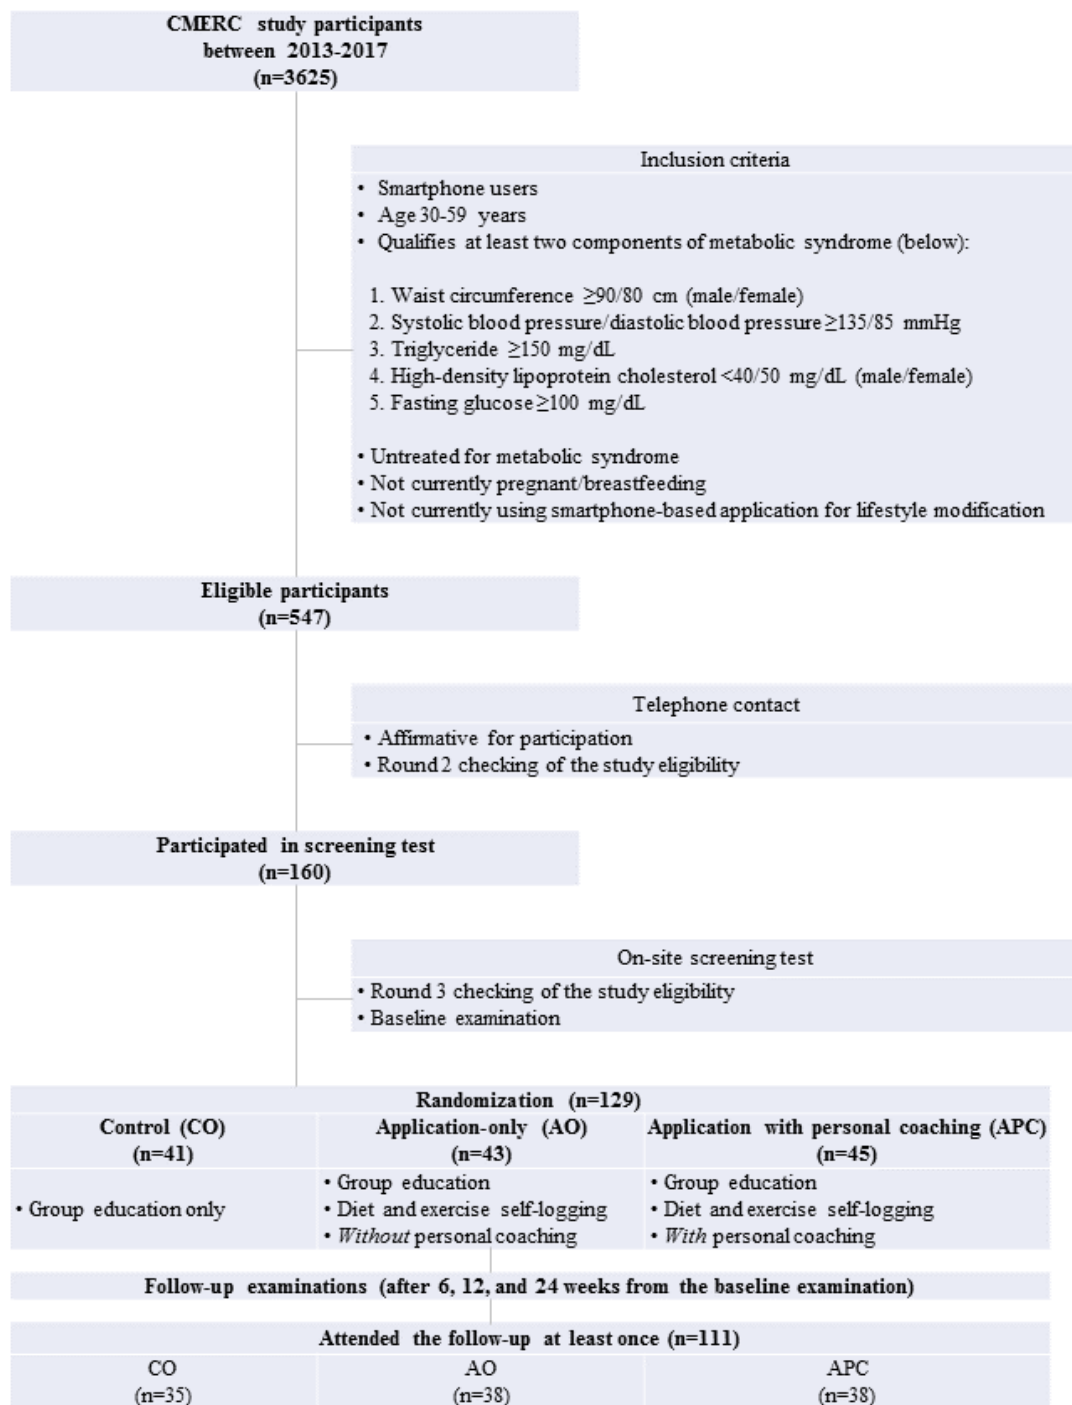 CMERC study participants
between 2013-2017
(n=3625)
Inclusion criteria
• Smartphone users
• Age 30-59 years
• Qualifies at least two components of metabolic syndrome (below):
1. Waist circumference ≥90/80 cm (male/female)
2. Systolic blood pressure/diastolic blood pressure ≥135/85 mmHg
3. Triglyceride ≥150 mg/dL
4. High-density lipoprotein cholesterol <40/50 mg/dL (male/female)
5. Fasting glucose ≥100 mg/dL
• Untreated for metabolic syndrome
• Not currently pregnant/breastfeeding
• Not currently using smartphone-based application for lifestyle modification
Eligible participants
(n=547)
Telephone contact
• Affirmative for participation
• Round 2 checking of the study eligibility
Participated in screening test
(n=160)
On-site screening test
• Round 3 checking of the study eligibility
• Baseline examination
Randomization (n=129)
Control (CO)
(n=41)
• Group education only
Application-only (AO)
(n=43)
• Group education
• Diet and exercise self-logging
• Without personal coaching
Application with personal coaching (APC)
(n=45)
• Group education
• Diet and exercise self-logging
• With personal coaching
Follow-up examinations (after 6, 12, and 24 weeks from the baseline examination)
Attended the follow-up at least once (n=111)
CO
(n=35)
AO
(n=38)
APC
(n=38)